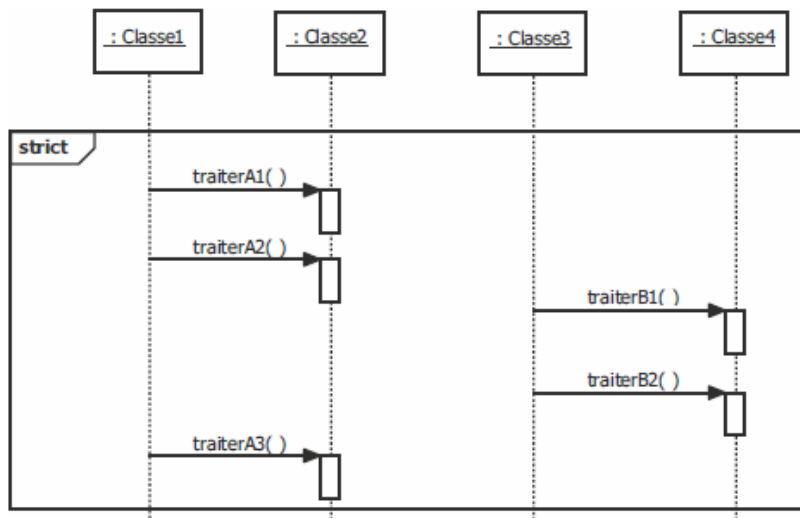 : Classe1
: Classe2
: Classe3
: Classe4
strict
traiterA1( )
traiterA2( )
traiterB1( )
traiterB2( )
traiterA3( )